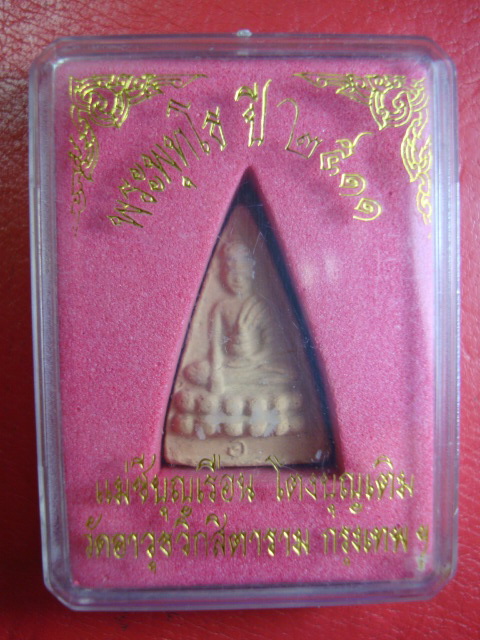 พระพุทโธ ปี ๒๕๑๑
แม่ชีบุญเรือน โตงบุญเติม
วัดอาวุธวิกสิตาราม กรุงเทพฯ